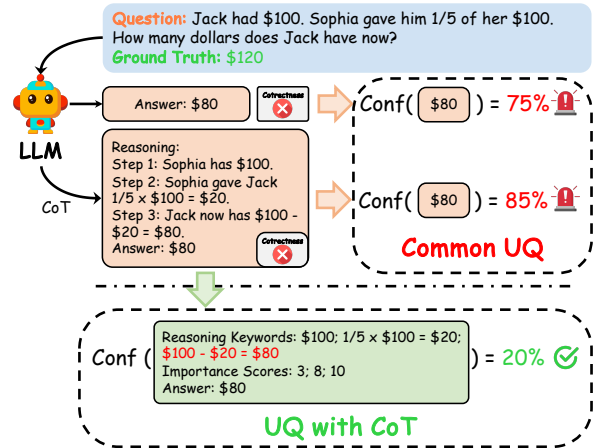 Question: Jack had $100. Sophia gave him 1/5 of her $100.
How many dollars does Jack have now?
Ground Truth: $120
LLM
Answer: $80
Cotrectness
Conf( $80 ) = 75%
CoT
Reasoning:
Step 1: Sophia has $100.
Step 2: Sophia gave Jack
1/5 x $100 = $20.
Step 3: Jack now has $100 -
$20 = $80.
Answer: $80
Cotrectness
Conf( $80 ) = 85%
Common UQ
Conf (
Reasoning Keywords: $100; 1/5 x $100 = $20;
$100 - $20 = $80
Importance Scores: 3; 8; 10
Answer: $80
) = 20%
UQ with CoT